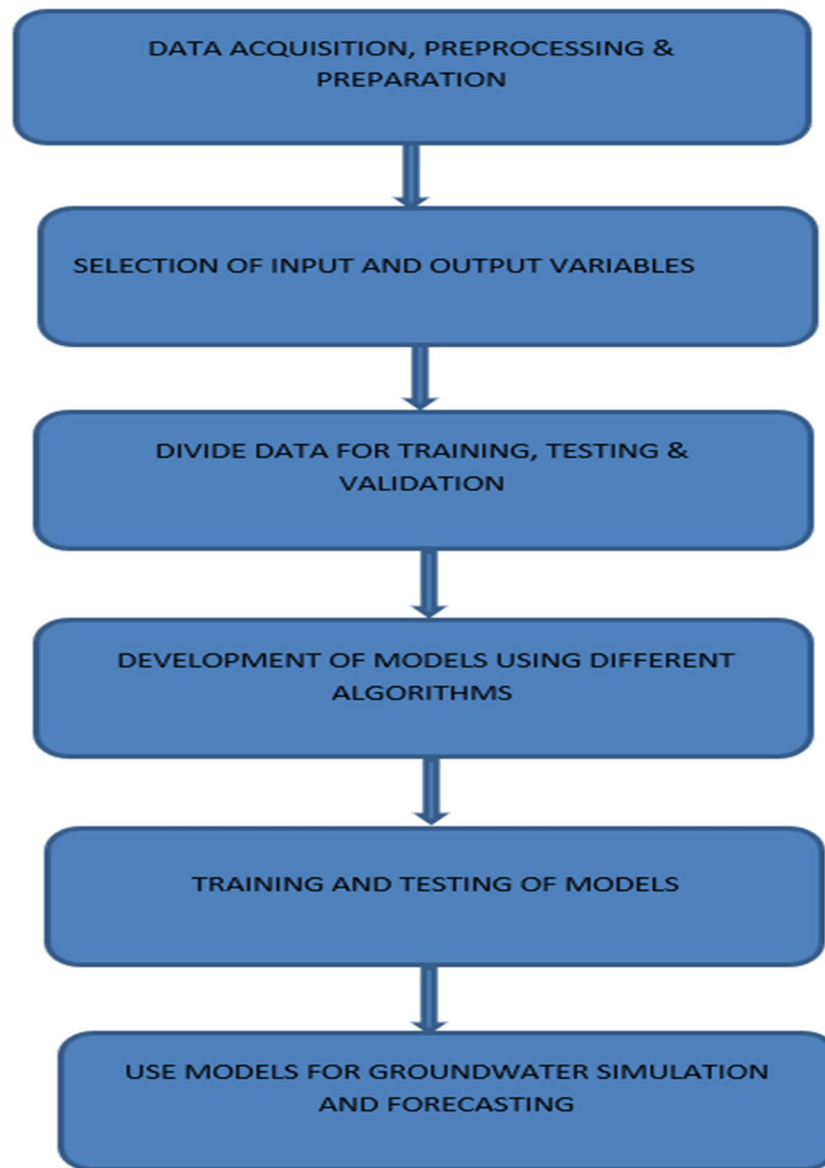 DATA ACQUISITION, PREPROCESSING &
PREPARATION
SELECTION OF INPUT AND OUTPUT VARIABLES
DIVIDE DATA FOR TRAINING, TESTING &
VALIDATION
DEVELOPMENT OF MODELS USING DIFFERENT
ALGORITHMS
TRAINING AND TESTING OF MODELS
USE MODELS FOR GROUNDWATER SIMULATION
AND FORECASTING